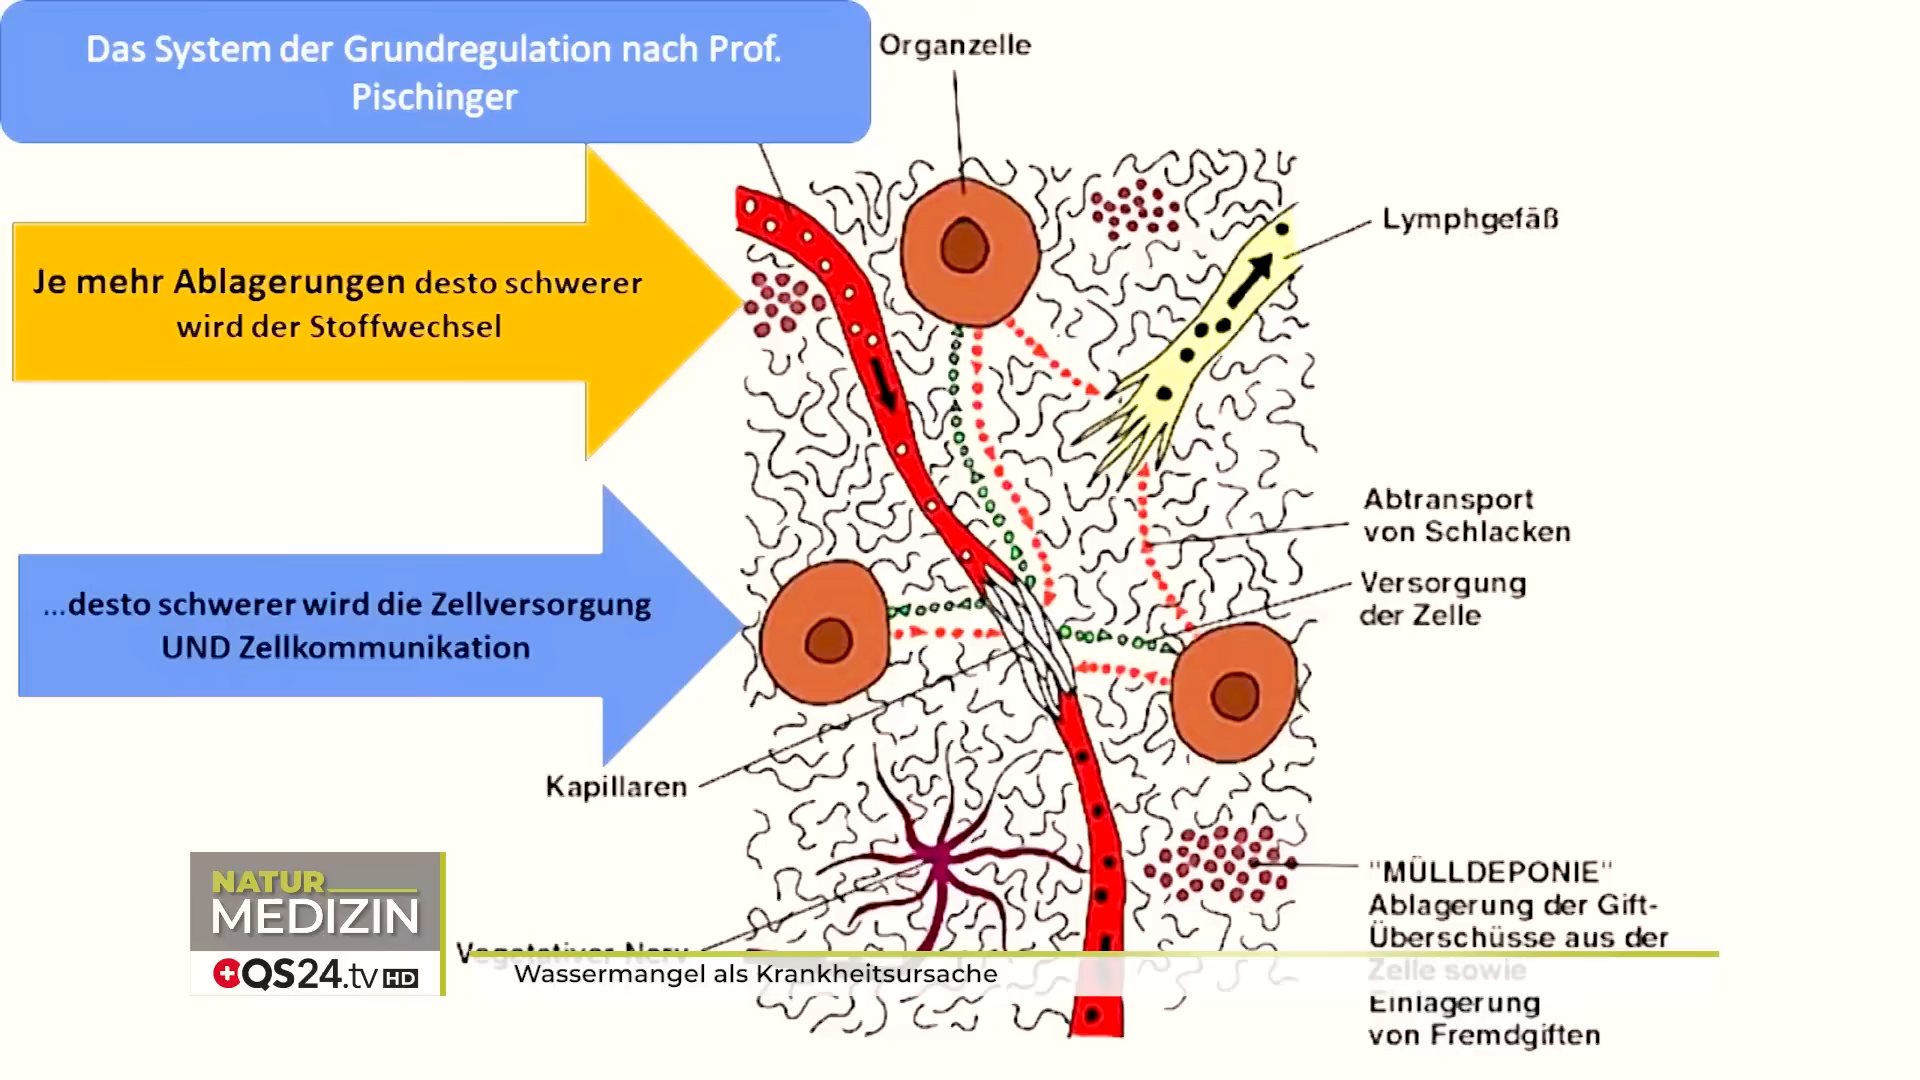 Das System der Grundregulation nach Prof.
Pischinger
Organzelle
Je mehr Ablagerungen desto schwerer
wird der Stoffwechsel
Lymphgefäß
...desto schwerer wird die Zellversorgung
UND Zellkommunikation
Abtransport
von Schlacken
Versorgung
der Zelle
Kapillaren
"MÜLLDEPONIE"
Ablagerung der Gift-
Überschüsse aus der
Zelle sowie
Einlagerung
von Fremdgiften
Vegetativer Nerv
NATUR
MEDIZIN
QS24.tv HD
Wassermangel als Krankheitsursache